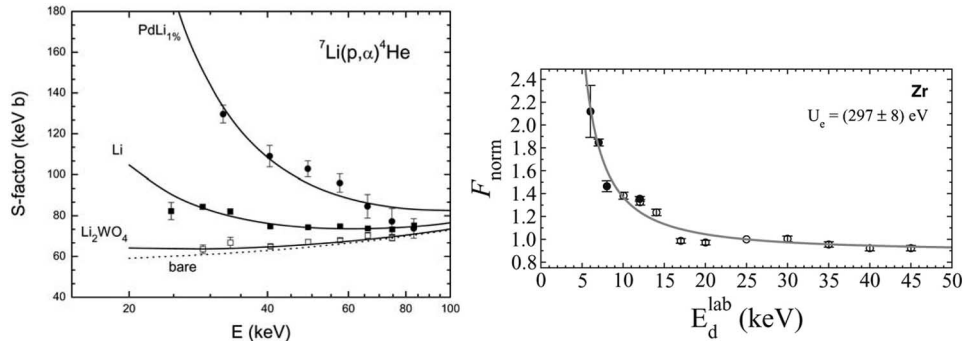 180
160
140
120
100
80
60
40
S-factor (keV b)
PdLi1%
7Li(p,α)4He
Li
Li2WO4
bare
20
40
60
80
100
E (keV)
2.4
2.2
2.0
1.8
1.6
1.4
1.2
1.0
0.8
Fnorm
Zr
Ue = (297 ± 8) eV
0 5 10 15 20 25 30 35 40 45 50
Edlab (keV)